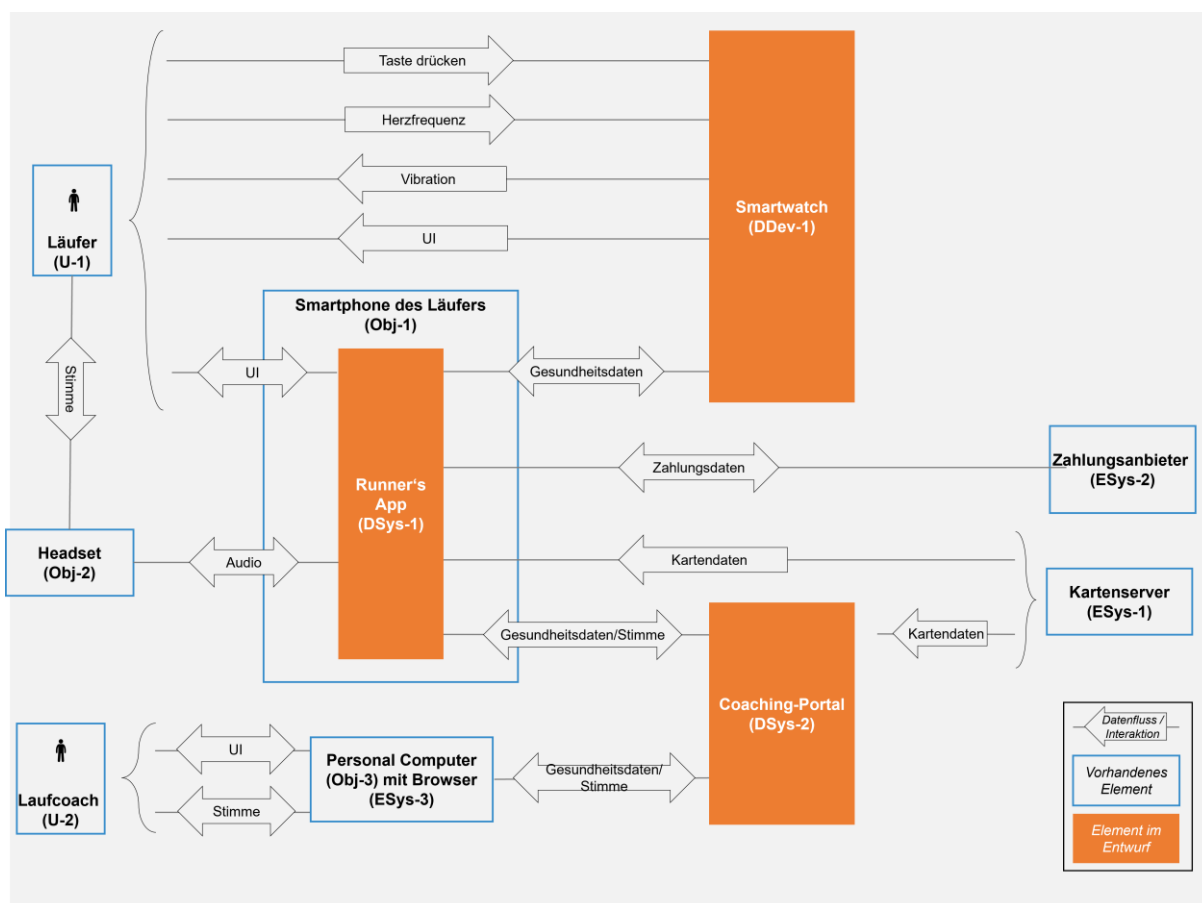 Taste drücken
Herzfrequenz
Vibration
UI
Smartwatch
(DDev-1)
Läufer
(U-1)
Stimme
Smartphone des Läufers
(Obj-1)
UI
Gesundheitsdaten
Runner‘s
App
(DSys-1)
Zahlungsdaten
Zahlungsanbieter
(ESys-2)
Headset
(Obj-2)
Audio
Kartendaten
Kartenserver
(ESys-1)
Gesundheitsdaten/Stimme
Kartendaten
Coaching-Portal
(DSys-2)
Laufcoach
(U-2)
UI
Stimme
Personal Computer
(Obj-3) mit Browser
(ESys-3)
Gesundheitsdaten/
Stimme
Datenfluss /
Interaktion
Vorhandenes
Element
Element im
Entwurf